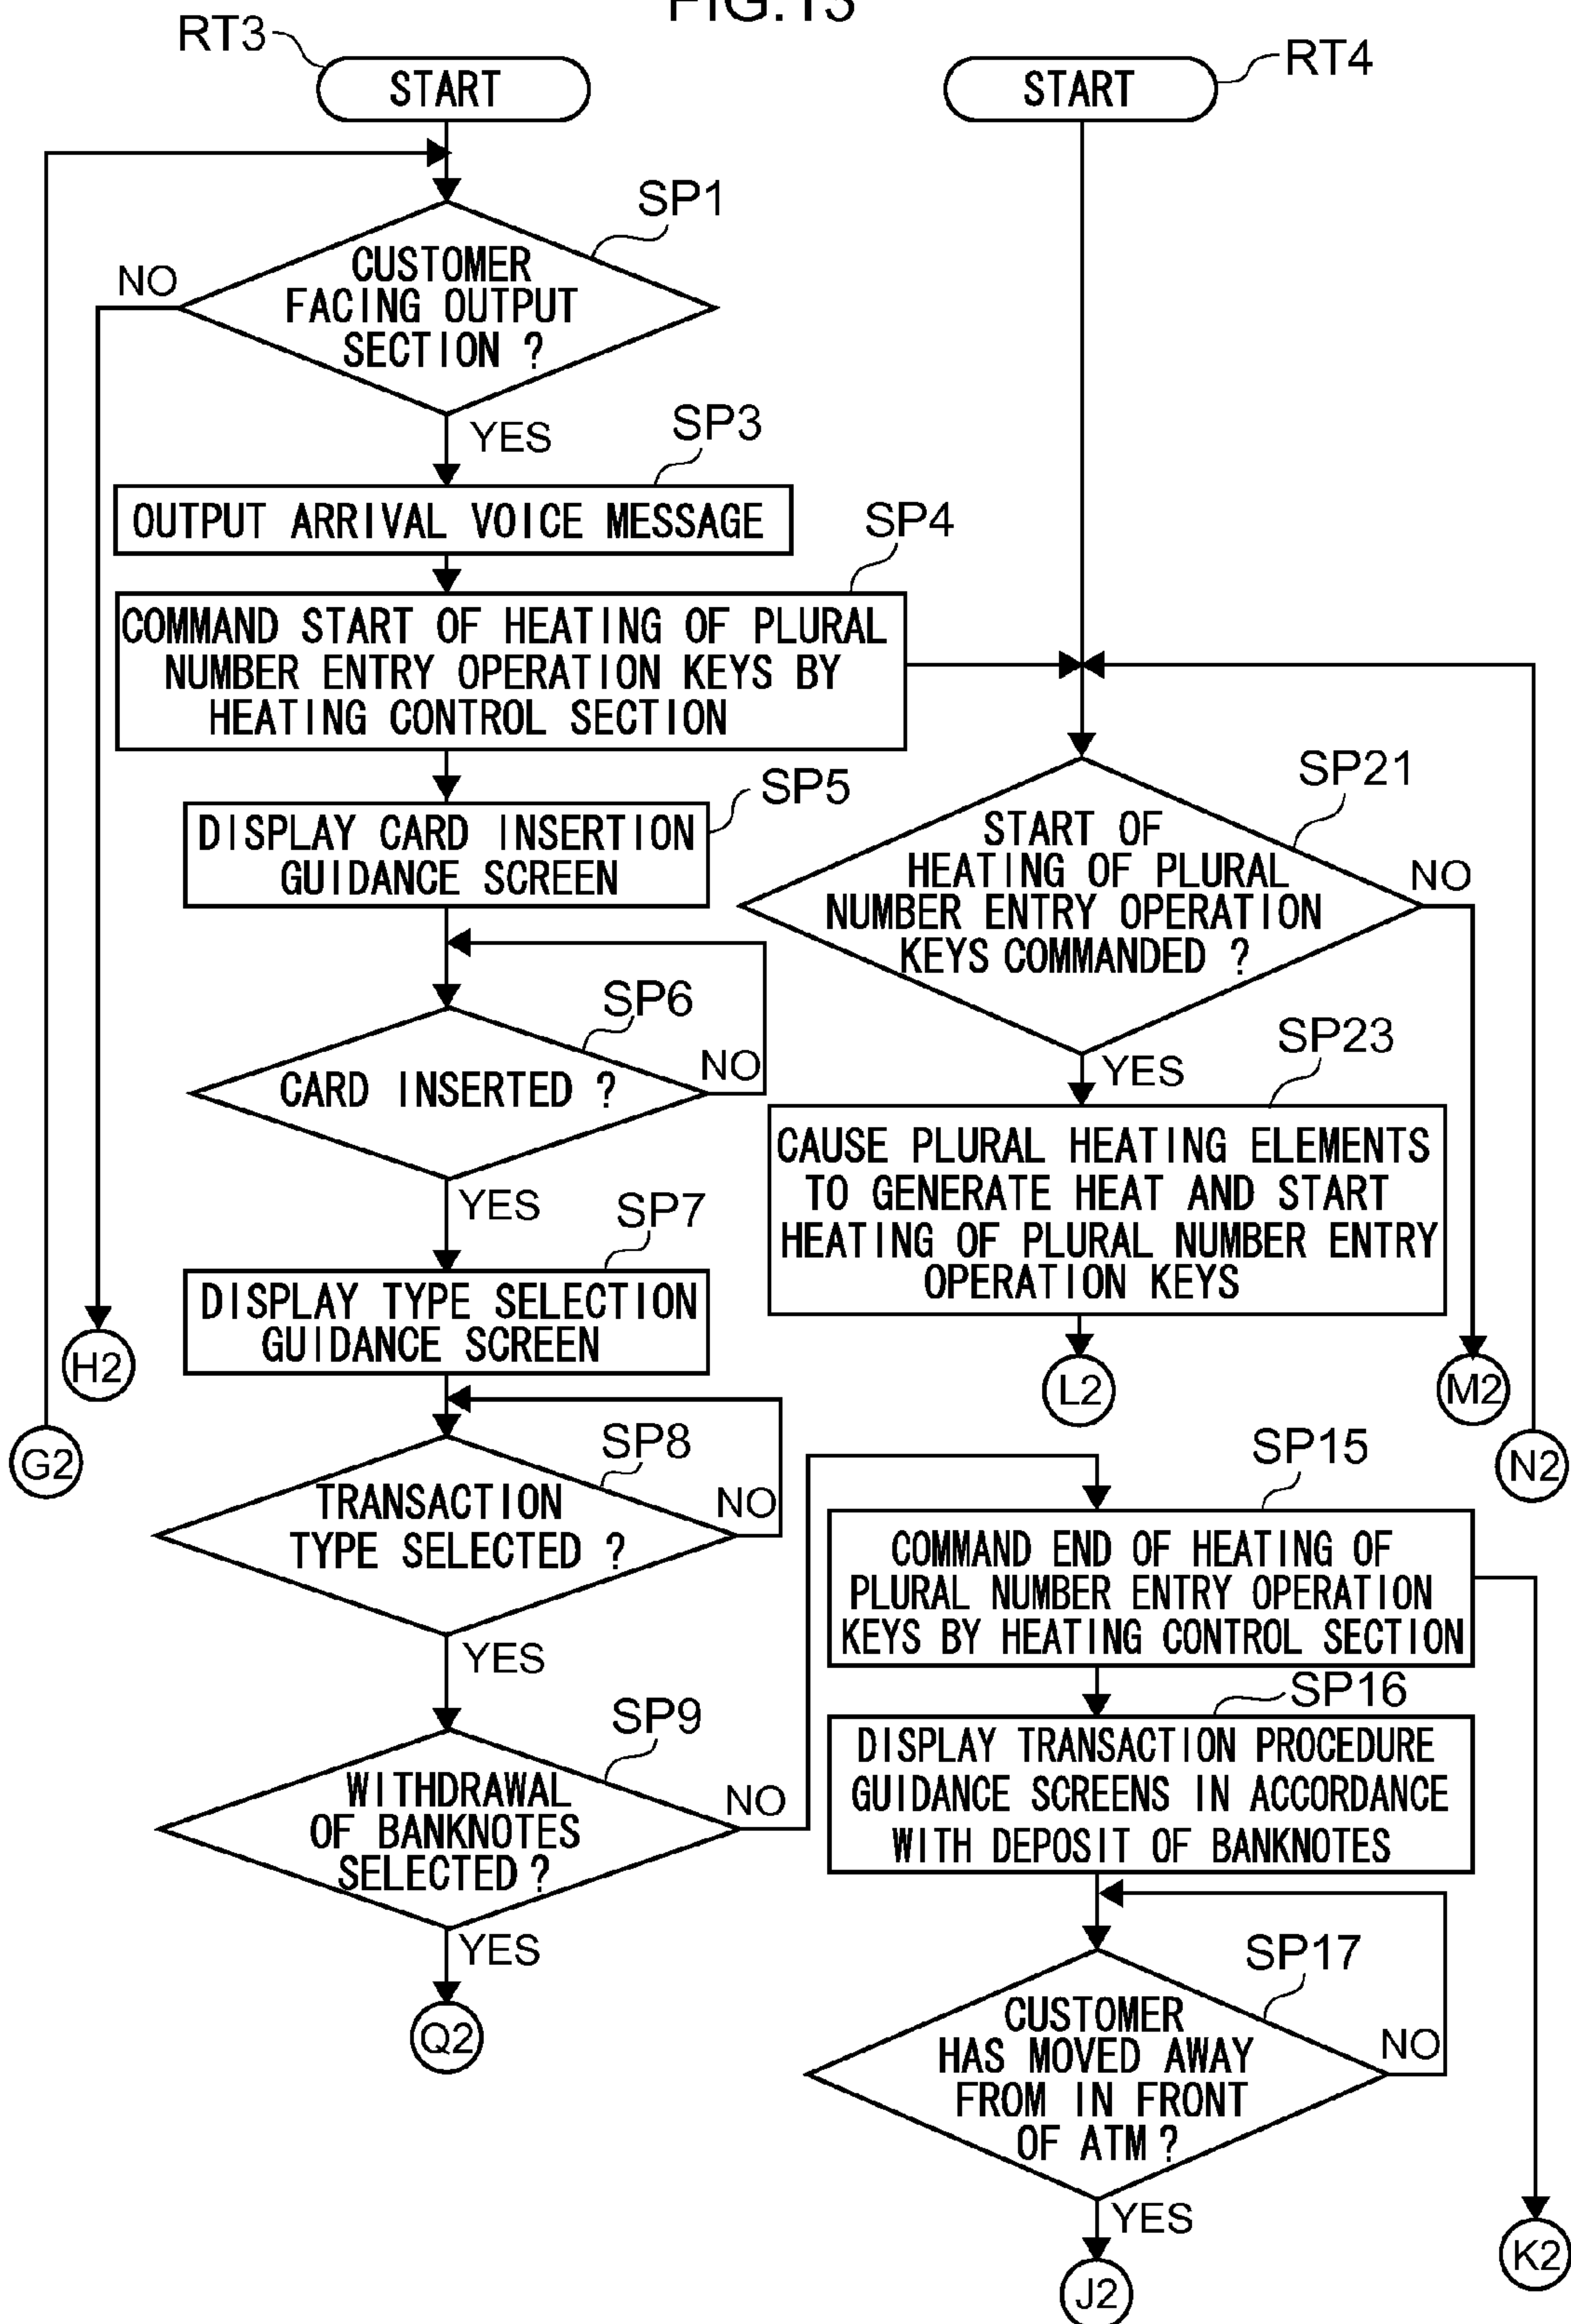 FIG.13
RT3
START
SP1
CUSTOMER
FACING OUTPUT
SECTION ?
NO
YES
SP3
OUTPUT ARRIVAL VOICE MESSAGE
SP4
COMMAND START OF HEATING OF PLURAL
NUMBER ENTRY OPERATION KEYS BY
HEATING CONTROL SECTION
SP5
DISPLAY CARD INSERTION
GUIDANCE SCREEN
SP6
CARD INSERTED ?
NO
YES
SP7
DISPLAY TYPE SELECTION
GUIDANCE SCREEN
H2
G2
SP8
TRANSACTION
TYPE SELECTED ?
NO
YES
SP9
WITHDRAWAL
OF BANKNOTES
SELECTED ?
NO
YES
Q2
RT4
START
SP21
START OF
HEATING OF PLURAL
NUMBER ENTRY OPERATION
KEYS COMMANDED ?
NO
YES
SP23
CAUSE PLURAL HEATING ELEMENTS
TO GENERATE HEAT AND START
HEATING OF PLURAL NUMBER ENTRY
OPERATION KEYS
L2
M2
N2
SP15
COMMAND END OF HEATING OF
PLURAL NUMBER ENTRY OPERATION
KEYS BY HEATING CONTROL SECTION
SP16
DISPLAY TRANSACTION PROCEDURE
GUIDANCE SCREENS IN ACCORDANCE
WITH DEPOSIT OF BANKNOTES
SP17
CUSTOMER
HAS MOVED AWAY
FROM IN FRONT
OF ATM ?
NO
YES
K2
J2